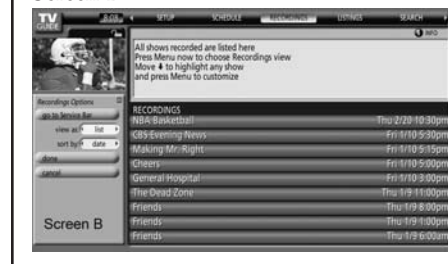 TV GUIDE 8:08 SETUP SCHEDULE RECORDINGS LISTINGS SEARCH
INFO
All shows recorded are listed here
Press Menu now to choose Recordings view
Move ↓ to highlight any show
and press Menu to customize
Recordings Options
go to Service Bar
view as: list
sort by: date
done
cancel
Screen B
RECORDINGS
NBA Basketball Thu 2/20 10:30pm
CBS Evening News Fri 1/10 5:30pm
Making Mr. Right Fri 1/10 5:15pm
Cheers Fri 1/10 5:00pm
General Hospital Fri 1/10 3:00pm
The Dead Zone Thu 1/9 11:00pm
Friends Thu 1/9 8:00pm
Friends Thu 1/9 1:00pm
Friends Thu 1/9 6:00am